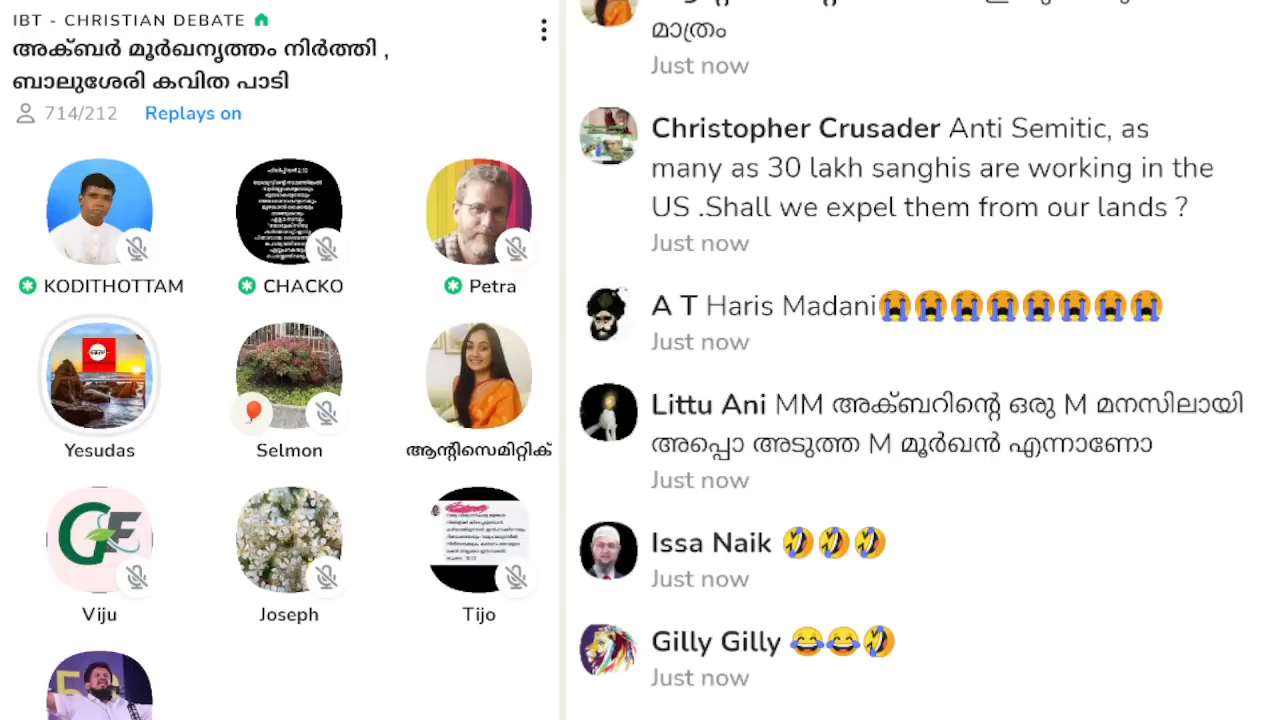 IBT - CHRISTIAN DEBATE
അക്ബർ മൂർഖനൃത്തം നിർത്തി ,
ബാലുശേരി കവിത പാടി
714/212 Replays on
KODITHOTTAM CHACKO Petra
Yesudas Selmon ആന്റിസെമിറ്റിക്
Viju Joseph Tijo
മാത്രം
Just now
Christopher Crusader Anti Semitic, as
many as 30 lakh sanghis are working in the
US .Shall we expel them from our lands ?
Just now
A T Haris Madani😭😭😭😭😭😭😭😭
Just now
Littu Ani MM അക്ബറിന്റെ ഒരു M മനസിലായി
അപ്പൊ അടുത്ത M മൂർഖൻ എന്നാണോ
Just now
Issa Naik 🤣🤣🤣
Just now
Gilly Gilly 😂😂🤣
Just now